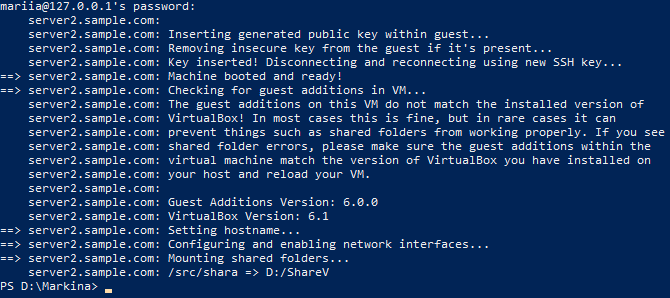 mariia@127.0.0.1's password:
server2.sample.com:
server2.sample.com: Inserting generated public key within guest...
server2.sample.com: Removing insecure key from the guest if it's present...
server2.sample.com: Key inserted! Disconnecting and reconnecting using new SSH key...
==> server2.sample.com: Machine booted and ready!
==> server2.sample.com: Checking for guest additions in VM...
server2.sample.com: The guest additions on this VM do not match the installed version of
server2.sample.com: VirtualBox! In most cases this is fine, but in rare cases it can
server2.sample.com: prevent things such as shared folders from working properly. If you see
server2.sample.com: shared folder errors, please make sure the guest additions within the
server2.sample.com: virtual machine match the version of VirtualBox you have installed on
server2.sample.com: your host and reload your VM.
server2.sample.com:
server2.sample.com: Guest Additions Version: 6.0.0
server2.sample.com: VirtualBox Version: 6.1
==> server2.sample.com: Setting hostname...
==> server2.sample.com: Configuring and enabling network interfaces...
==> server2.sample.com: Mounting shared folders...
server2.sample.com: /src/shara => D:/ShareV
PS D:\Markina>